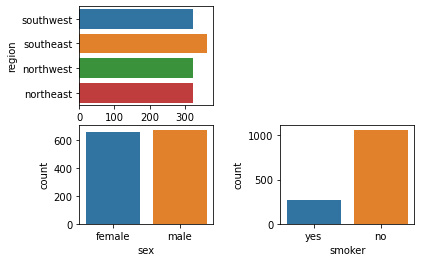 region
southwest
southeast
northwest
northeast
0 100 200 300
count
600
400
200
0
female male
sex
count
1000
500
0
yes no
smoker